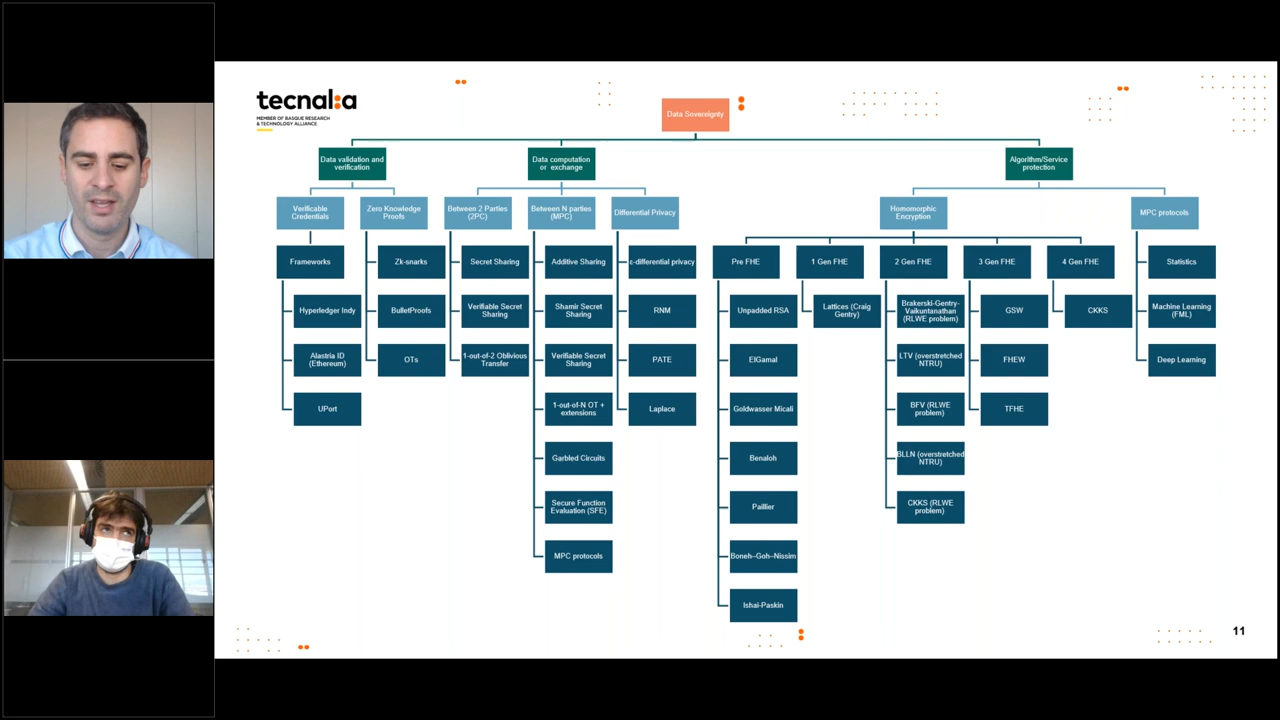 tecnal:a
MEMBER OF BASQUE RESEARCH
& TECHNOLOGY ALLIANCE
Data Sovereignty
Data validation and
verification
Data computation
or exchange
Algorithm/Service
protection
Verifiable
Credentials
Zero Knowledge
Proofs
Between 2 Parties
(2PC)
Between N parties
(MPC)
Differential Privacy
Homomorphic
Encryption
MPC protocols
Frameworks
Hyperledger Indy
Alastria ID
(Ethereum)
UPort
Zk-snarks
BulletProofs
OTs
Secret Sharing
Verifiable Secret
Sharing
1-out-of-2 Oblivious
Transfer
Additive Sharing
Shamir Secret
Sharing
Verifiable Secret
Sharing
1-out-of-N OT +
extensions
Garbled Circuits
Secure Function
Evaluation (SFE)
MPC protocols
ε-differential privacy
RNM
PATE
Laplace
Pre FHE
Unpadded RSA
ElGamal
Goldwasser Micali
Benaloh
Paillier
Boneh–Goh–Nissim
Ishai-Paskin
1 Gen FHE
Lattices (Craig
Gentry)
2 Gen FHE
Brakerski-Gentry-
Vaikuntanathan
(RLWE problem)
LTV (overstretched
NTRU)
BFV (RLWE
problem)
BLLN (overstretched
NTRU)
CKKS (RLWE
problem)
3 Gen FHE
GSW
FHEW
TFHE
4 Gen FHE
CKKS
Statistics
Machine Learning
(FML)
Deep Learning
11